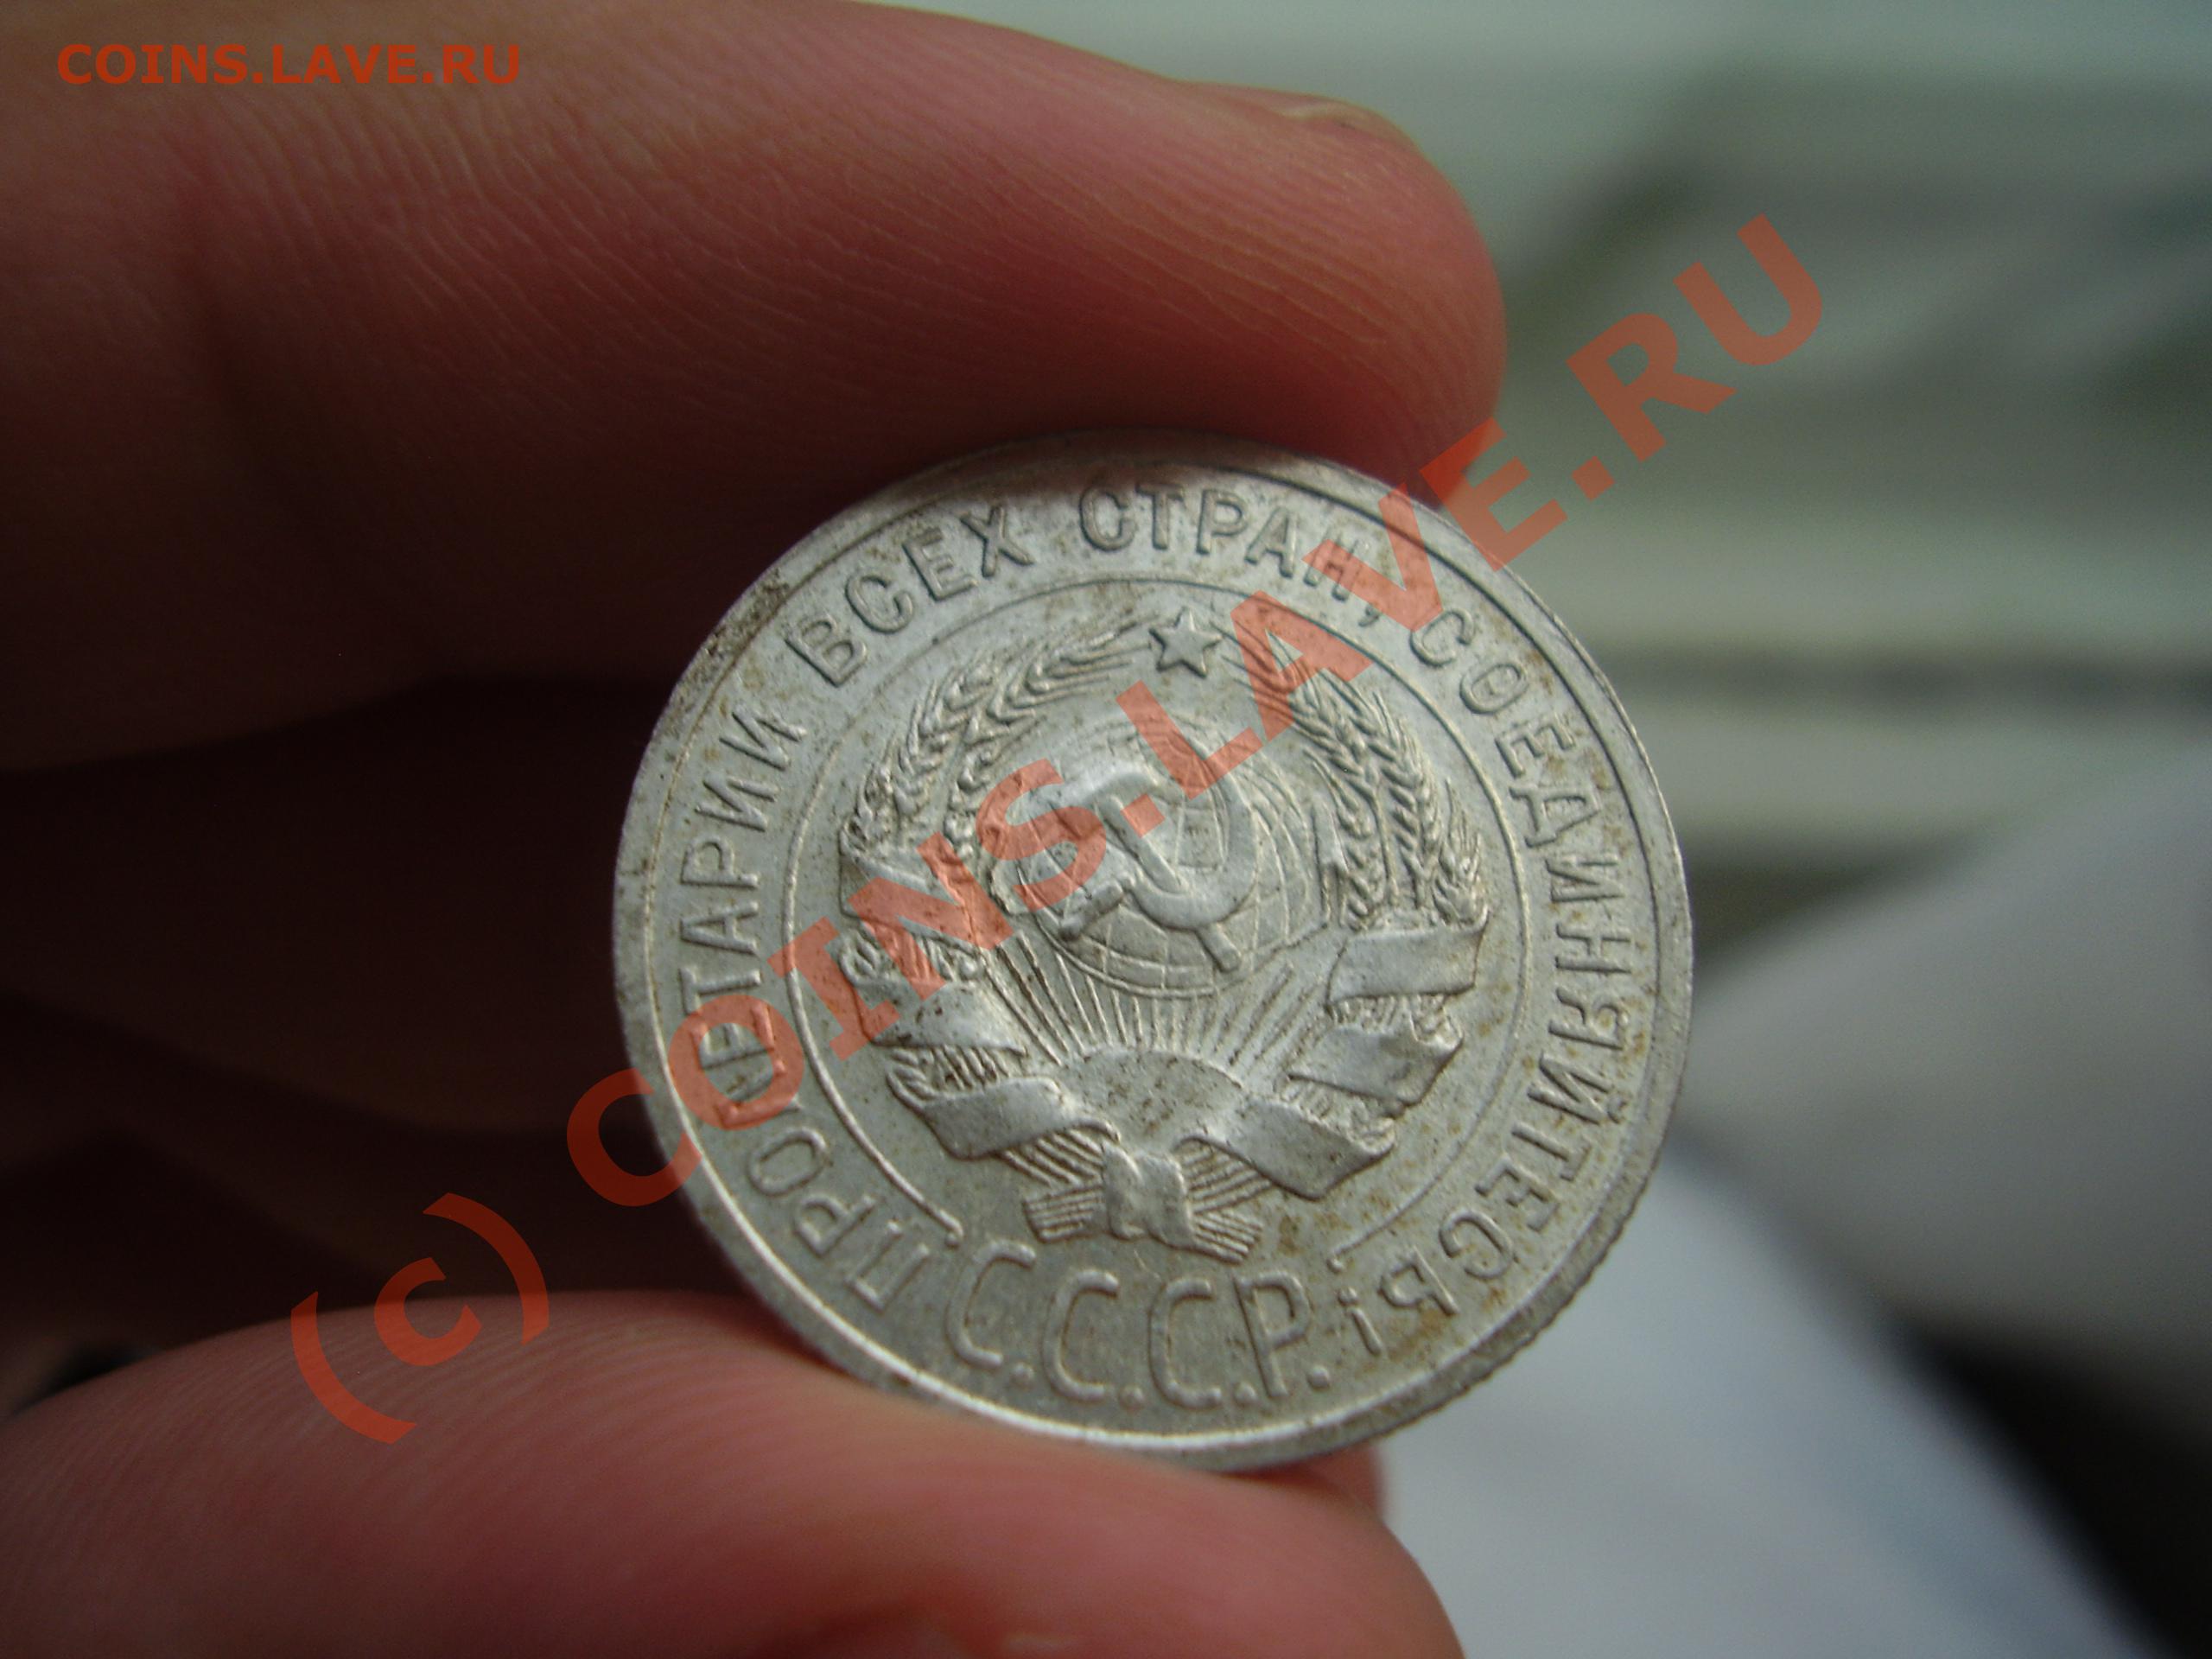 COINS.LAVE.RU
ПРОЛЕТАРИИ ВСЕХ СТРАН, СОЕДИНЯЙТЕСЬ!
С.С.С.Р.
(c) COINS.LAVE.RU